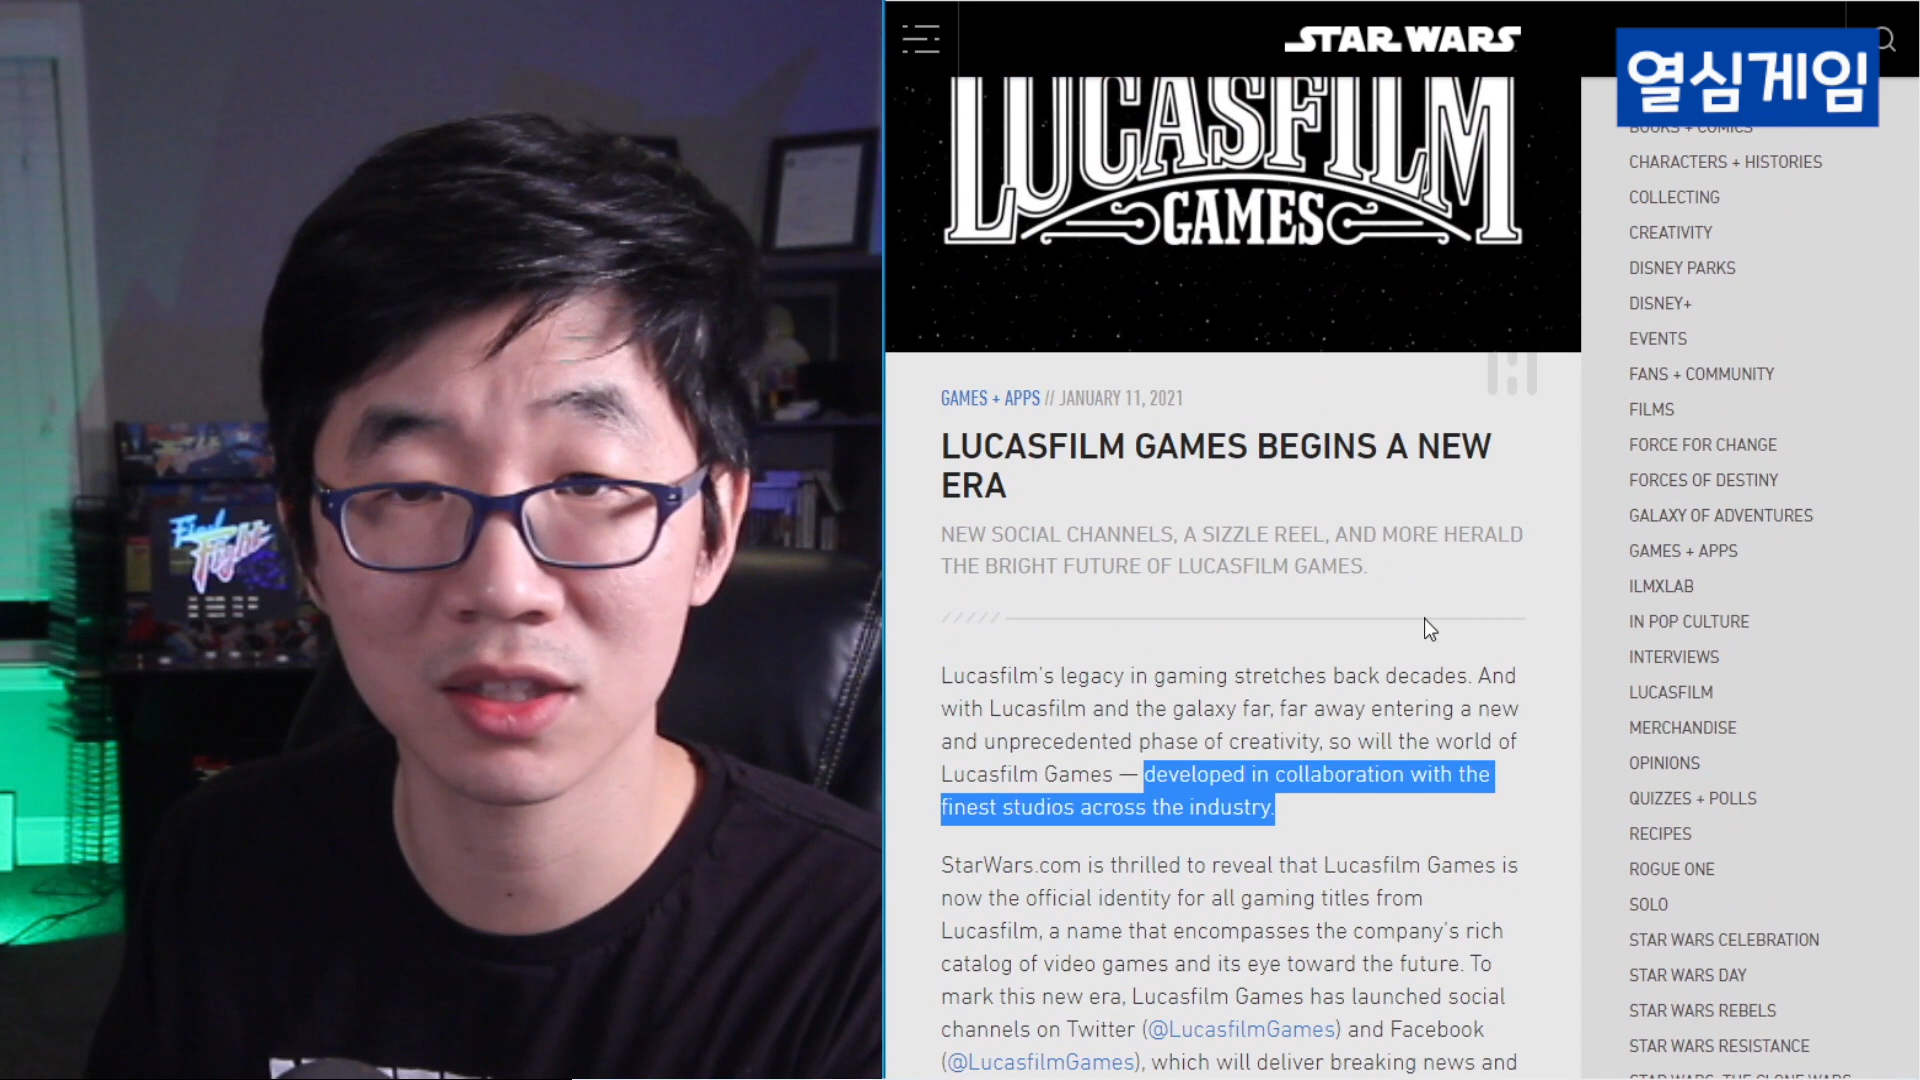 STAR WARS
열심게임
LUCASFILM
GAMES
Final
Fight
GAMES + APPS // JANUARY 11, 2021
LUCASFILM GAMES BEGINS A NEW
ERA
NEW SOCIAL CHANNELS, A SIZZLE REEL, AND MORE HERALD
THE BRIGHT FUTURE OF LUCASFILM GAMES.
Lucasfilm's legacy in gaming stretches back decades. And
with Lucasfilm and the galaxy far, far away entering a new
and unprecedented phase of creativity, so will the world of
Lucasfilm Games — developed in collaboration with the
finest studios across the industry.
StarWars.com is thrilled to reveal that Lucasfilm Games is
now the official identity for all gaming titles from
Lucasfilm, a name that encompasses the company's rich
catalog of video games and its eye toward the future. To
mark this new era, Lucasfilm Games has launched social
channels on Twitter (@LucasfilmGames) and Facebook
(@LucasfilmGames), which will deliver breaking news and
BOOKS + COMICS
CHARACTERS + HISTORIES
COLLECTING
CREATIVITY
DISNEY PARKS
DISNEY+
EVENTS
FANS + COMMUNITY
FILMS
FORCE FOR CHANGE
FORCES OF DESTINY
GALAXY OF ADVENTURES
GAMES + APPS
ILMXLAB
IN POP CULTURE
INTERVIEWS
LUCASFILM
MERCHANDISE
OPINIONS
QUIZZES + POLLS
RECIPES
ROGUE ONE
SOLO
STAR WARS CELEBRATION
STAR WARS DAY
STAR WARS REBELS
STAR WARS RESISTANCE
STAR WARS: THE CLONE WARS